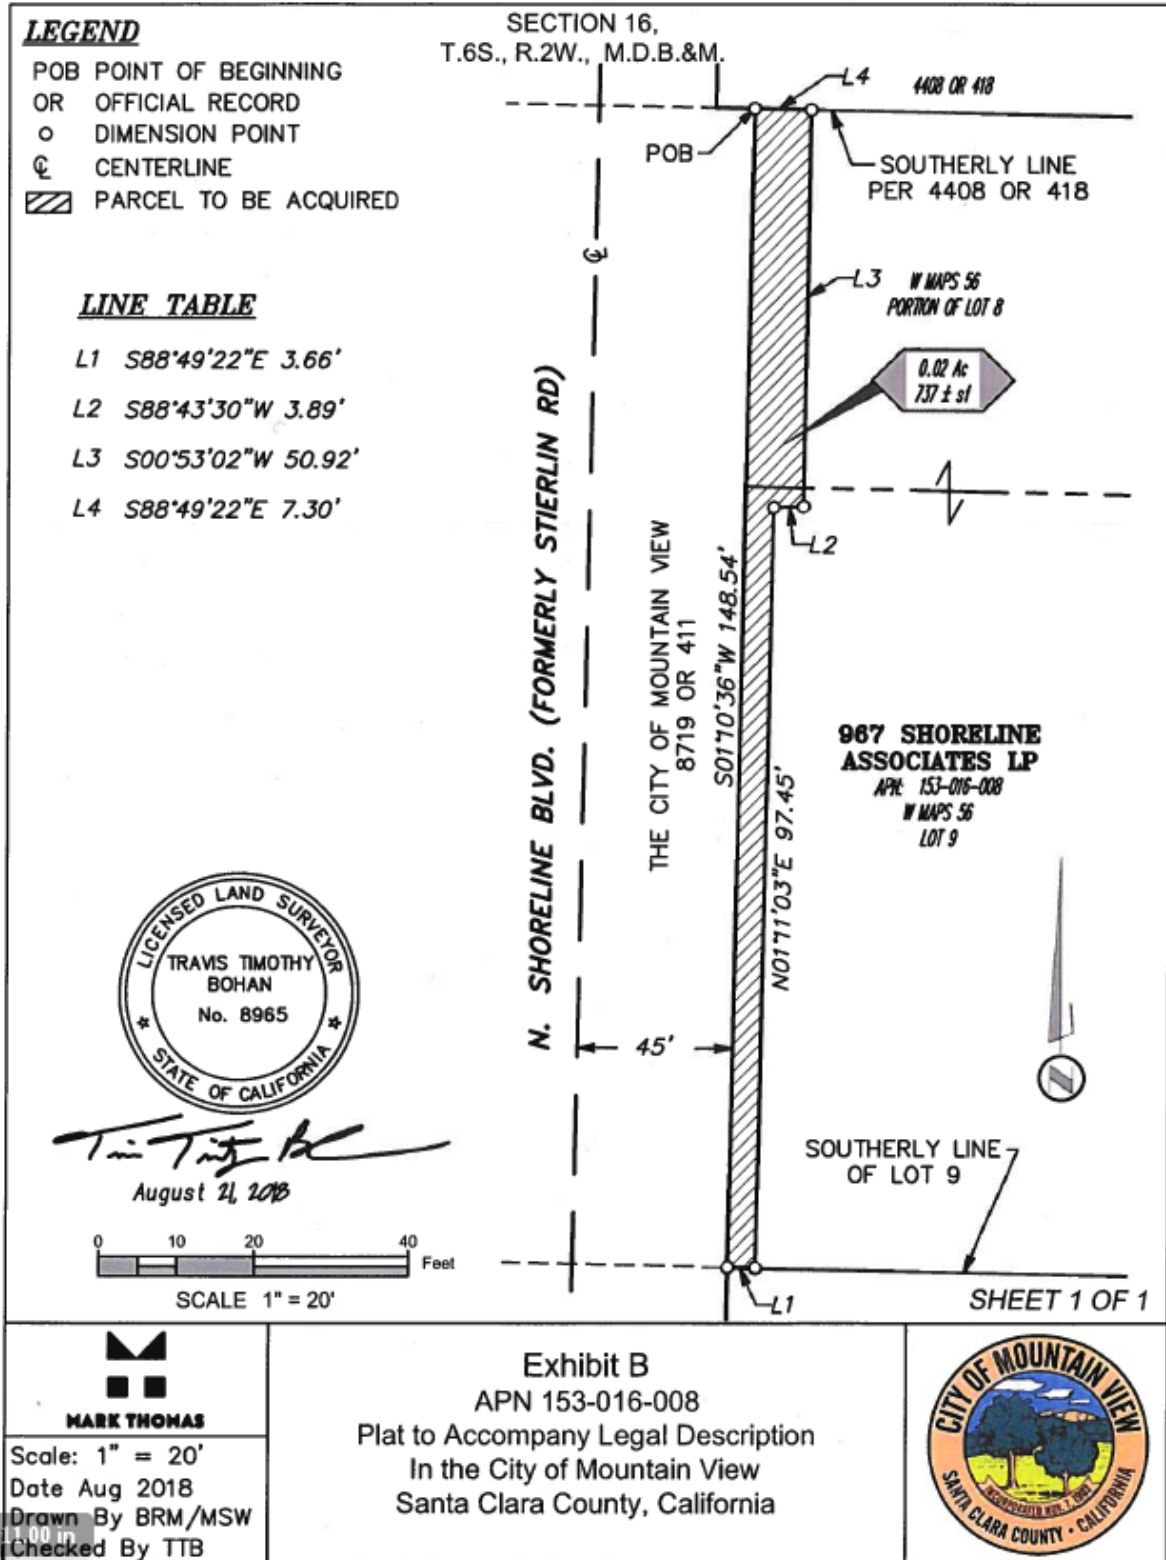 LEGEND
POB POINT OF BEGINNING
OR OFFICIAL RECORD
DIMENSION POINT
℄ CENTERLINE
PARCEL TO BE ACQUIRED
SECTION 16,
T.6S., R.2W., M.D.B.&M.
L4
4408 OR 418
POB
SOUTHERLY LINE
PER 4408 OR 418
℄
L3
W MAPS 56
PORTION OF LOT 8
0.02 Ac
737 ± sf
LINE TABLE
L1 S88°49'22"E 3.66'
L2 S88°43'30"W 3.89'
L3 S00°53'02"W 50.92'
L4 S88°49'22"E 7.30'
L2
N. SHORELINE BLVD. (FORMERLY STIERLIN RD)
THE CITY OF MOUNTAIN VIEW
8719 OR 411
S01°10'36"W 148.54'
N01°11'03"E 97.45'
967 SHORELINE
ASSOCIATES LP
APN: 153-016-008
W MAPS 56
LOT 9
LICENSED LAND SURVEYOR
TRAVIS TIMOTHY
BOHAN
No. 8965
STATE OF CALIFORNIA
August 21, 2018
45'
N
SOUTHERLY LINE
OF LOT 9
0 10 20 40
Feet
SCALE 1" = 20'
L1
SHEET 1 OF 1
MARK THOMAS
Scale: 1" = 20'
Date Aug 2018
Drawn By BRM/MSW
Checked By TTB
11.00 in
Exhibit B
APN 153-016-008
Plat to Accompany Legal Description
In the City of Mountain View
Santa Clara County, California
CITY OF MOUNTAIN VIEW
INCORPORATED NOV. 7, 1902
SANTA CLARA COUNTY · CALIFORNIA